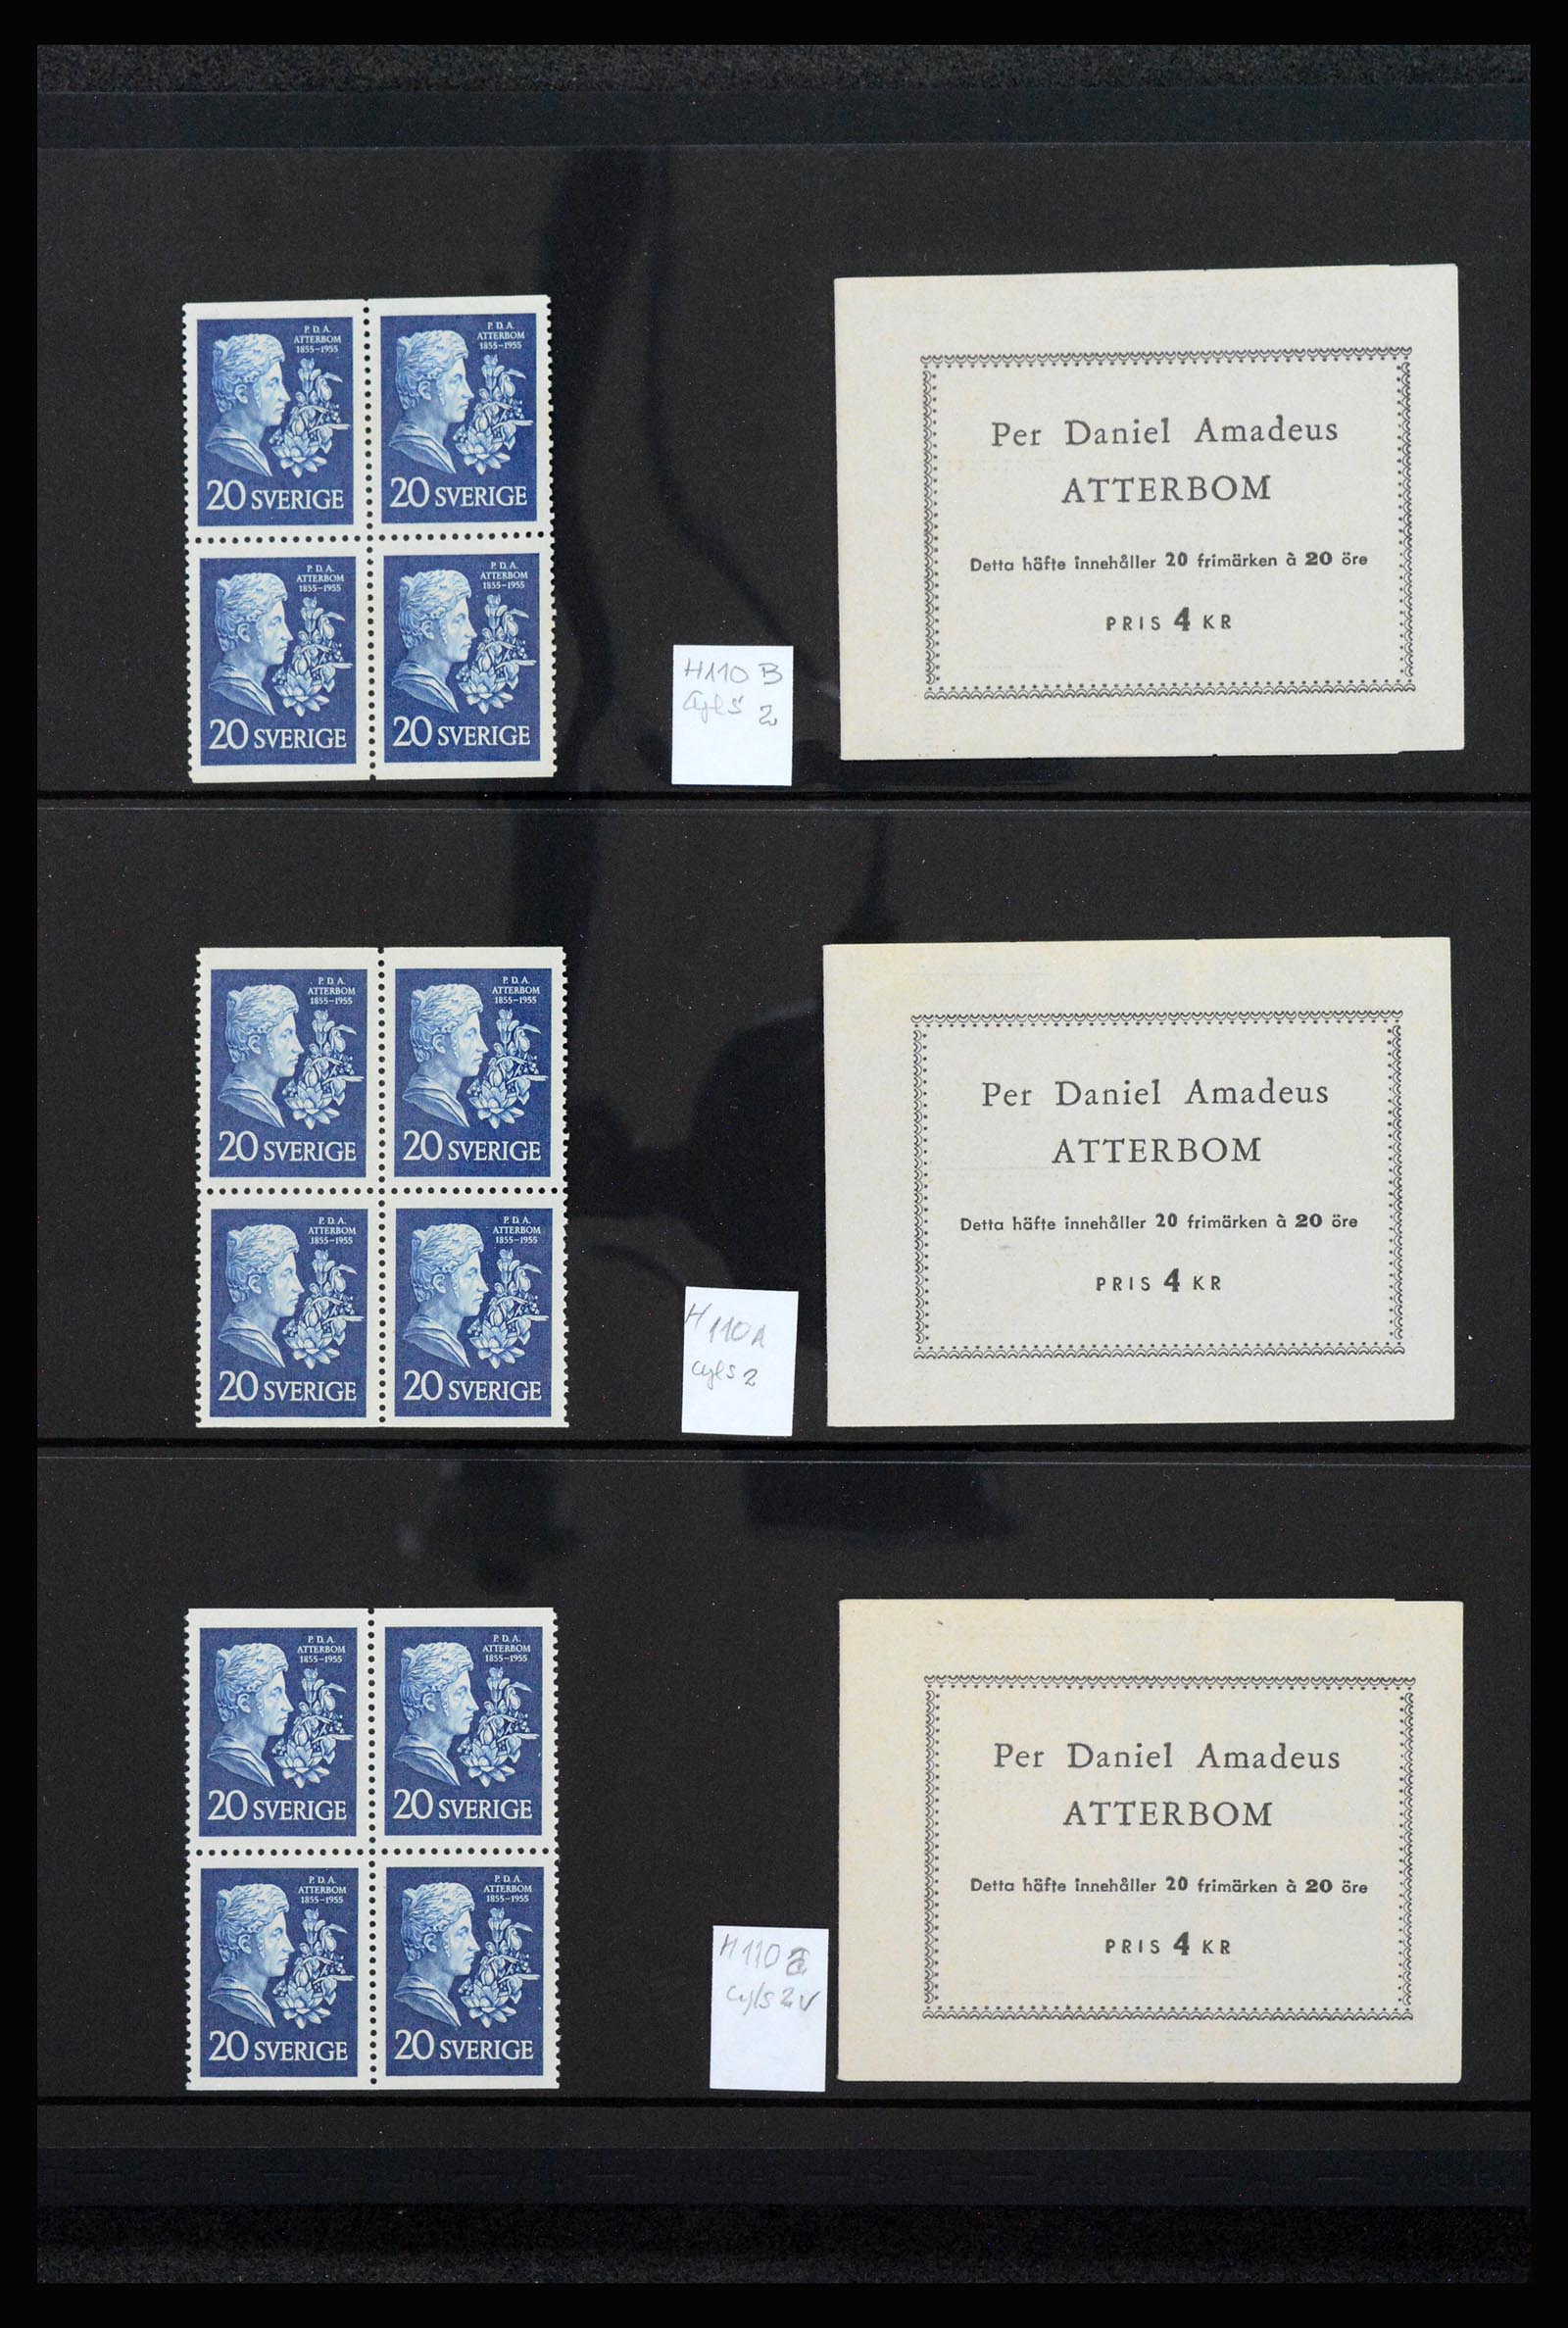 P. D. A.
ATTERBOM
1855–1955
20 SVERIGE
P. D. A.
ATTERBOM
1855–1955
20 SVERIGE
P. D. A.
ATTERBOM
1855–1955
20 SVERIGE
P. D. A.
ATTERBOM
1855–1955
20 SVERIGE
H110 B
cyls 2
Per Daniel Amadeus
ATTERBOM
Detta häfte innehåller 20 frimärken à 20 öre
PRIS 4 KR
P. D. A.
ATTERBOM
1855–1955
20 SVERIGE
P. D. A.
ATTERBOM
1855–1955
20 SVERIGE
P. D. A.
ATTERBOM
1855–1955
20 SVERIGE
P. D. A.
ATTERBOM
1855–1955
20 SVERIGE
H110A
cyls 2
Per Daniel Amadeus
ATTERBOM
Detta häfte innehåller 20 frimärken à 20 öre
PRIS 4 KR
P. D. A.
ATTERBOM
1855–1955
20 SVERIGE
P. D. A.
ATTERBOM
1855–1955
20 SVERIGE
P. D. A.
ATTERBOM
1855–1955
20 SVERIGE
P. D. A.
ATTERBOM
1855–1955
20 SVERIGE
H110
cyls 2v
Per Daniel Amadeus
ATTERBOM
Detta häfte innehåller 20 frimärken à 20 öre
PRIS 4 KR